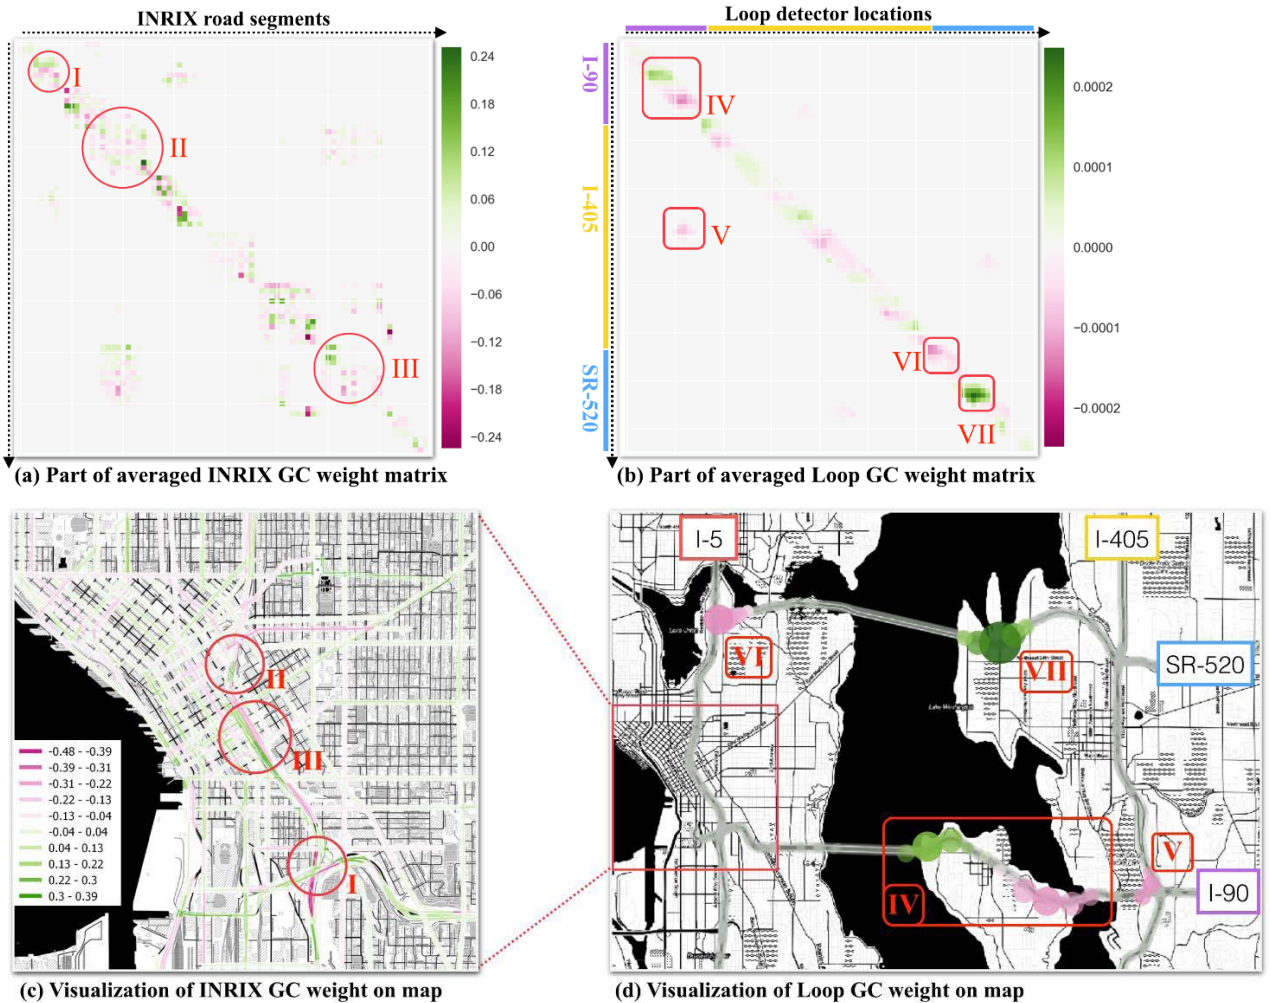 INRIX road segments
0.24
0.18
0.12
0.06
0.00
−0.06
−0.12
−0.18
−0.24
I
II
III
(a) Part of averaged INRIX GC weight matrix
Loop detector locations
I-90
I-405
SR-520
0.0002
0.0001
0.0000
−0.0001
−0.0002
IV
V
VI
VII
(b) Part of averaged Loop GC weight matrix
II
III
I
-0.48 - -0.39
-0.39 - -0.31
-0.31 - -0.22
-0.22 - -0.13
-0.13 - -0.04
-0.04 - 0.04
0.04 - 0.13
0.13 - 0.22
0.22 - 0.3
0.3 - 0.39
(c) Visualization of INRIX GC weight on map
I-5
I-405
SR-520
I-90
VI
VII
V
IV
Lake Washington
(d) Visualization of Loop GC weight on map